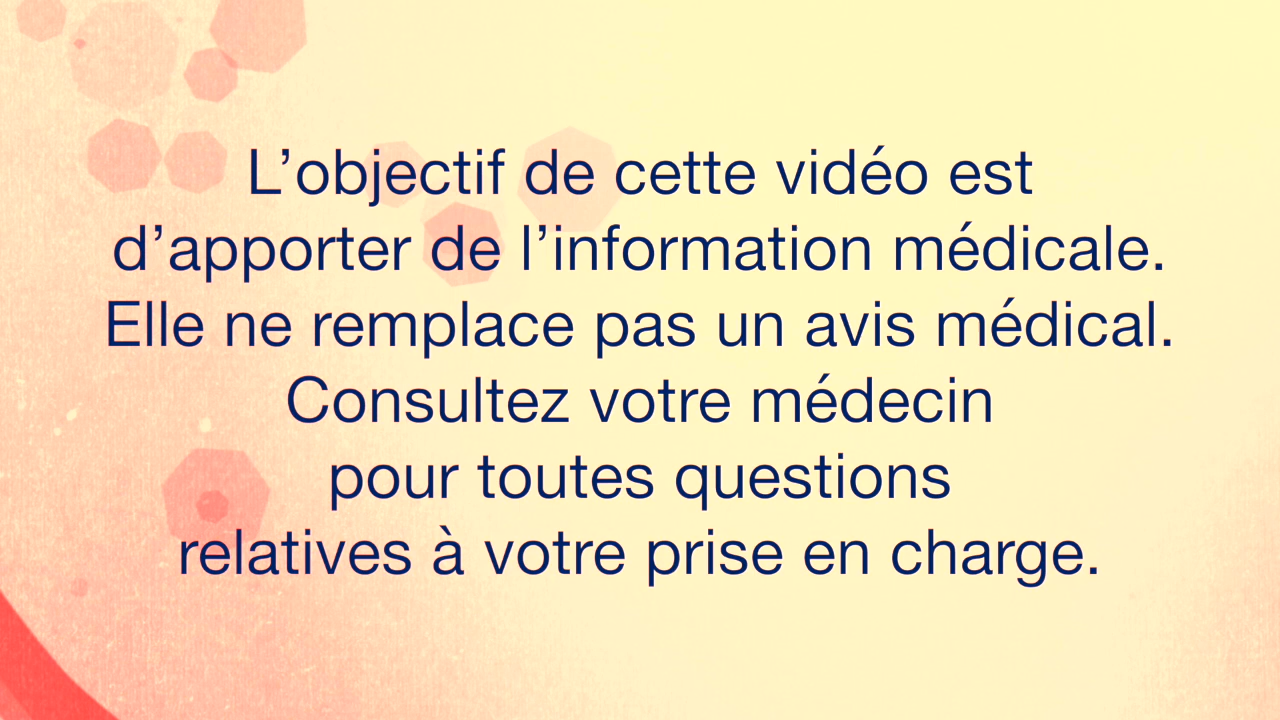 L’objectif de cette vidéo est
d’apporter de l’information médicale.
Elle ne remplace pas un avis médical.
Consultez votre médecin
pour toutes questions
relatives à votre prise en charge.